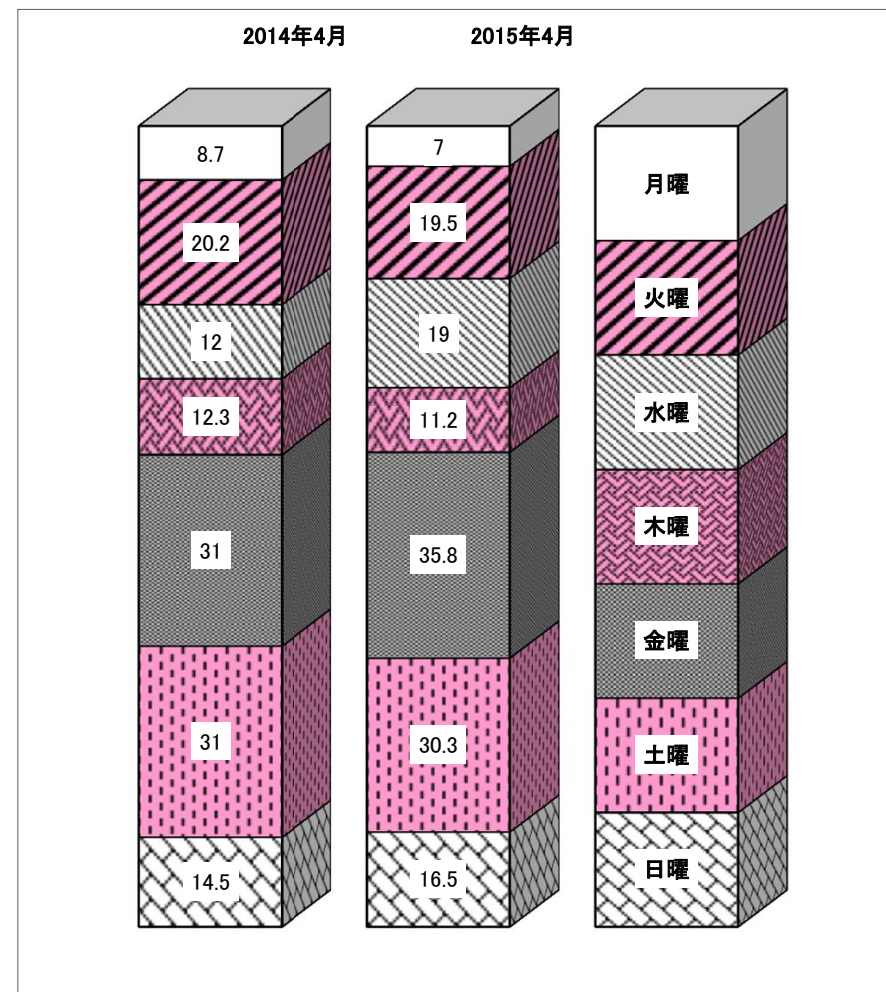 2014年4月 2015年4月
8.7 7 月曜
20.2 19.5 火曜
12 19 水曜
12.3 11.2 木曜
31 35.8 金曜
31 30.3 土曜
14.5 16.5 日曜